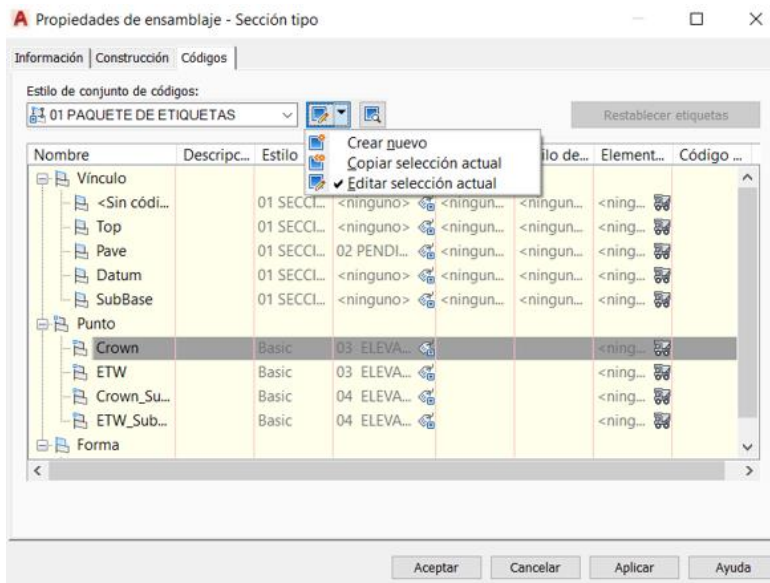 Propiedades de ensamblaje - Sección tipo
Información Construcción Códigos
Estilo de conjunto de códigos:
01 PAQUETE DE ETIQUETAS Restablecer etiquetas
Crear nuevo
Copiar selección actual
Editar selección actual
Nombre Descripc... Estilo ilo de... Element... Código ...
Vínculo
<Sin códi... 01 SECCI... <ninguno> <ningun... <ningun... <ning...
Top 01 SECCI... <ninguno> <ningun... <ningun... <ning...
Pave 01 SECCI... 02 PENDI... <ningun... <ningun... <ning...
Datum 01 SECCI... <ninguno> <ningun... <ningun... <ning...
SubBase 01 SECCI... <ninguno> <ningun... <ningun... <ning...
Punto
Crown Basic 03 ELEVA... <ning...
ETW Basic 03 ELEVA... <ning...
Crown_Su... Basic 04 ELEVA... <ning...
ETW_Sub... Basic 04 ELEVA... <ning...
Forma
Aceptar Cancelar Aplicar Ayuda